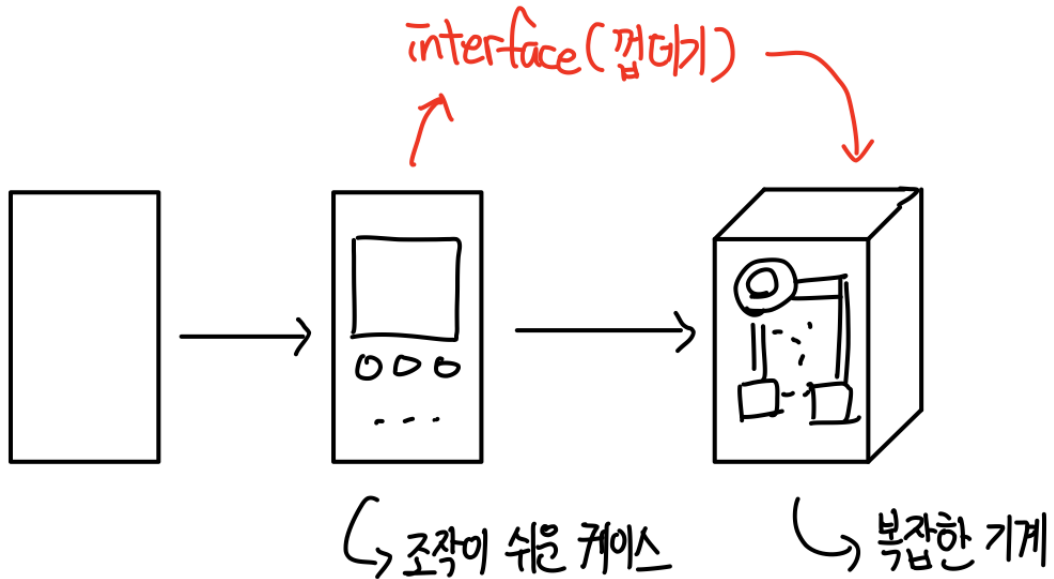 interface(껍데기)
조작이 쉬운 케이스
복잡한 기계